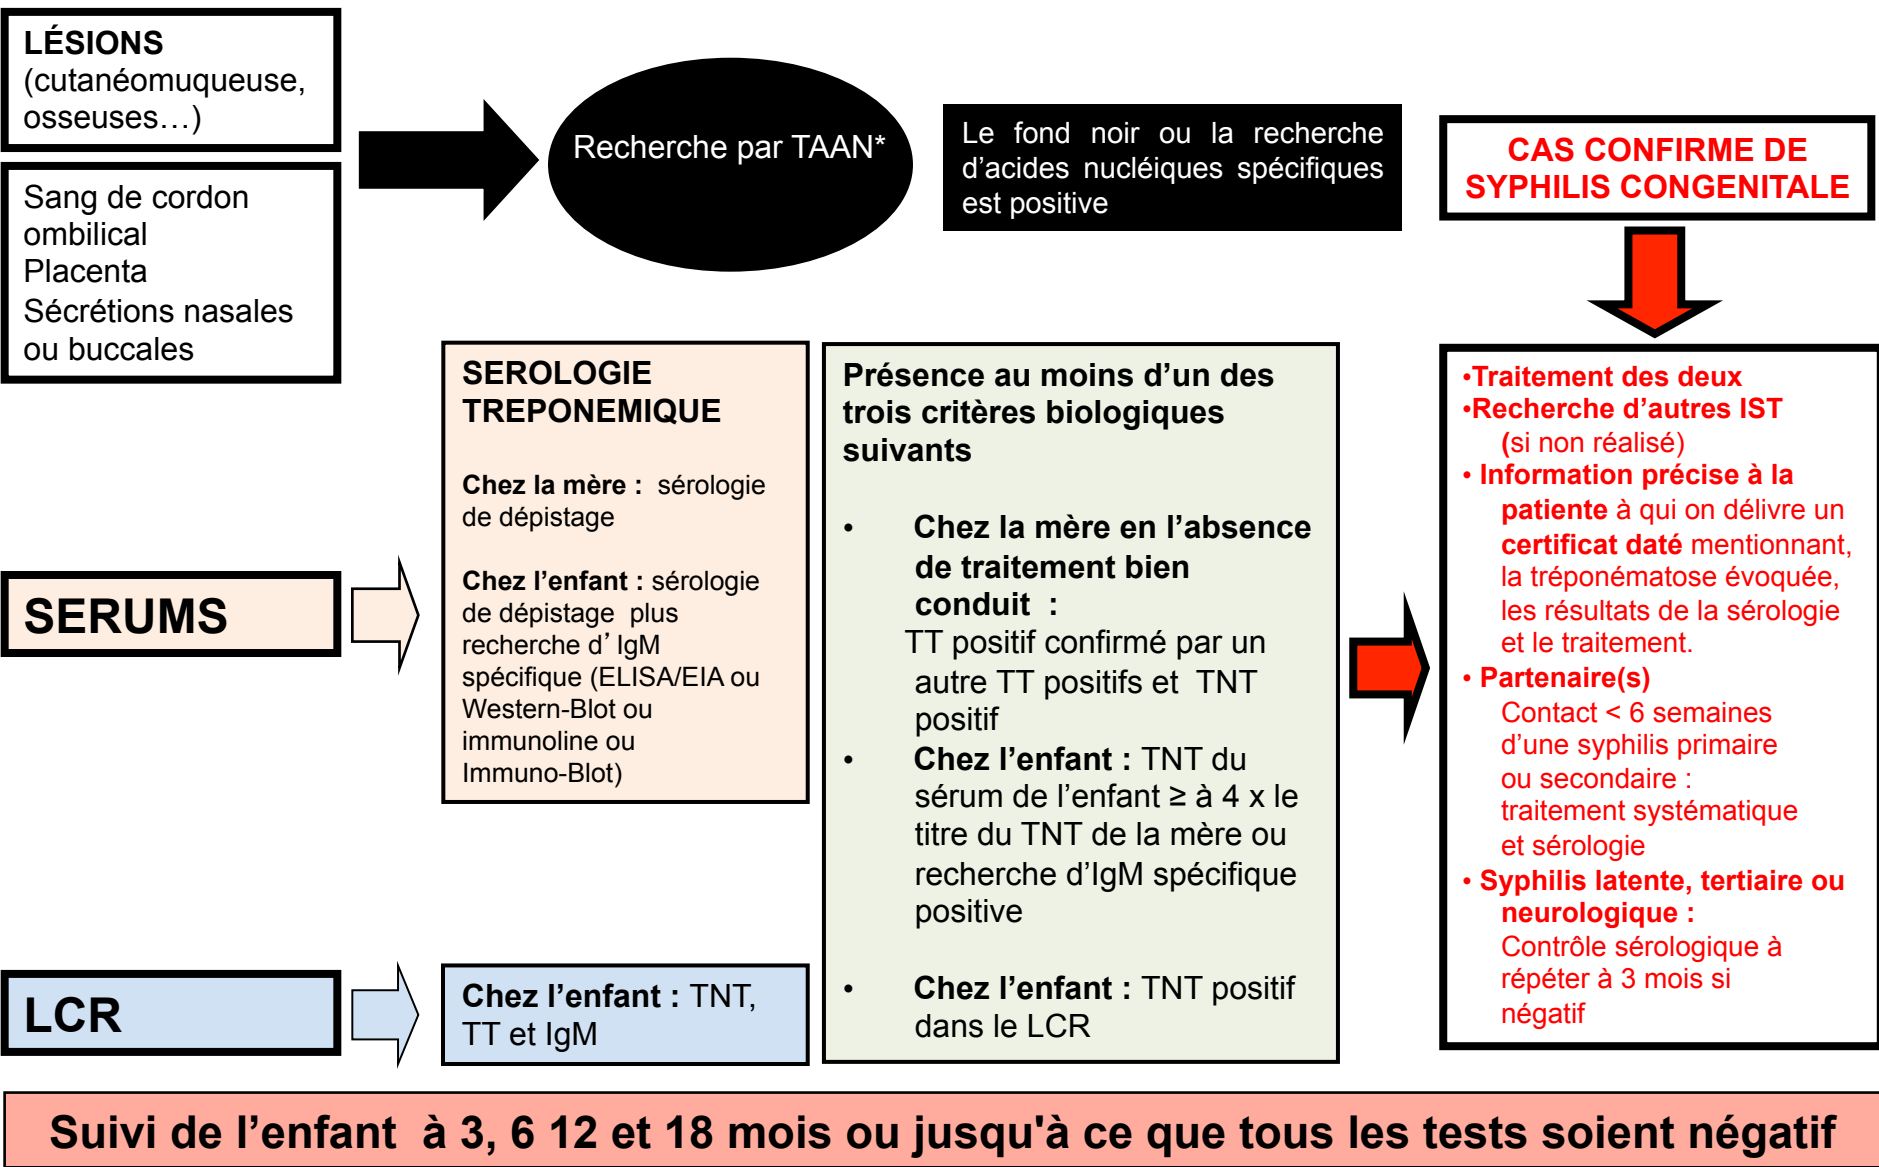 LÉSIONS
(cutanéomuqueuse,
osseuses…)
Sang de cordon
ombilical
Placenta
Sécrétions nasales
ou buccales
Recherche par TAAN*
Le fond noir ou la recherche
d'acides nucléiques spécifiques
est positive
CAS CONFIRME DE
SYPHILIS CONGENITALE
SERUMS
SEROLOGIE
TREPONEMIQUE
Chez la mère : sérologie
de dépistage
Chez l'enfant : sérologie
de dépistage plus
recherche d' IgM
spécifique (ELISA/EIA ou
Western-Blot ou
immunoline ou
Immuno-Blot)
Présence au moins d'un des
trois critères biologiques
suivants
• Chez la mère en l'absence
de traitement bien
conduit :
TT positif confirmé par un
autre TT positifs et TNT
positif
• Chez l'enfant : TNT du
sérum de l'enfant ≥ à 4 x le
titre du TNT de la mère ou
recherche d'IgM spécifique
positive
• Chez l'enfant : TNT positif
dans le LCR
•Traitement des deux
•Recherche d'autres IST
(si non réalisé)
• Information précise à la
patiente à qui on délivre un
certificat daté mentionnant,
la tréponématose évoquée,
les résultats de la sérologie
et le traitement.
• Partenaire(s)
Contact < 6 semaines
d'une syphilis primaire
ou secondaire :
traitement systématique
et sérologie
• Syphilis latente, tertiaire ou
neurologique :
Contrôle sérologique à
répéter à 3 mois si
négatif
LCR
Chez l'enfant : TNT,
TT et IgM
Suivi de l'enfant à 3, 6 12 et 18 mois ou jusqu'à ce que tous les tests soient négatif